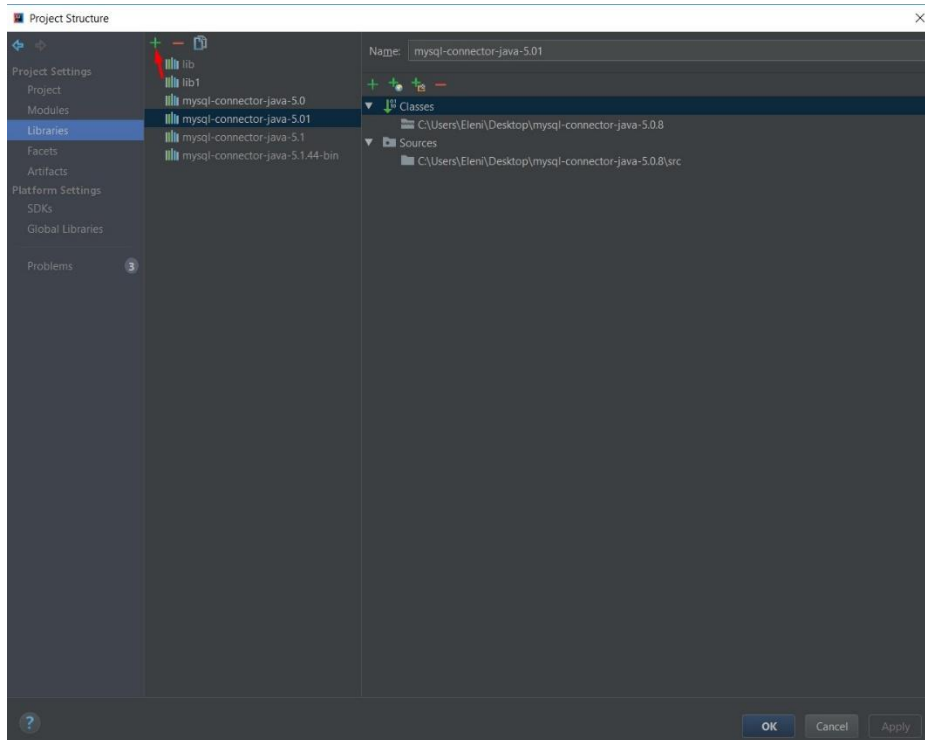 Project Structure
Project Settings
Project
Modules
Libraries
Facets
Artifacts
Platform Settings
SDKs
Global Libraries
Problems 3
lib
lib1
mysql-connector-java-5.0
mysql-connector-java-5.01
mysql-connector-java-5.1
mysql-connector-java-5.1.44-bin
Name: mysql-connector-java-5.01
Classes
C:\Users\Eleni\Desktop\mysql-connector-java-5.0.8
Sources
C:\Users\Eleni\Desktop\mysql-connector-java-5.0.8\src
?
OK Cancel Apply